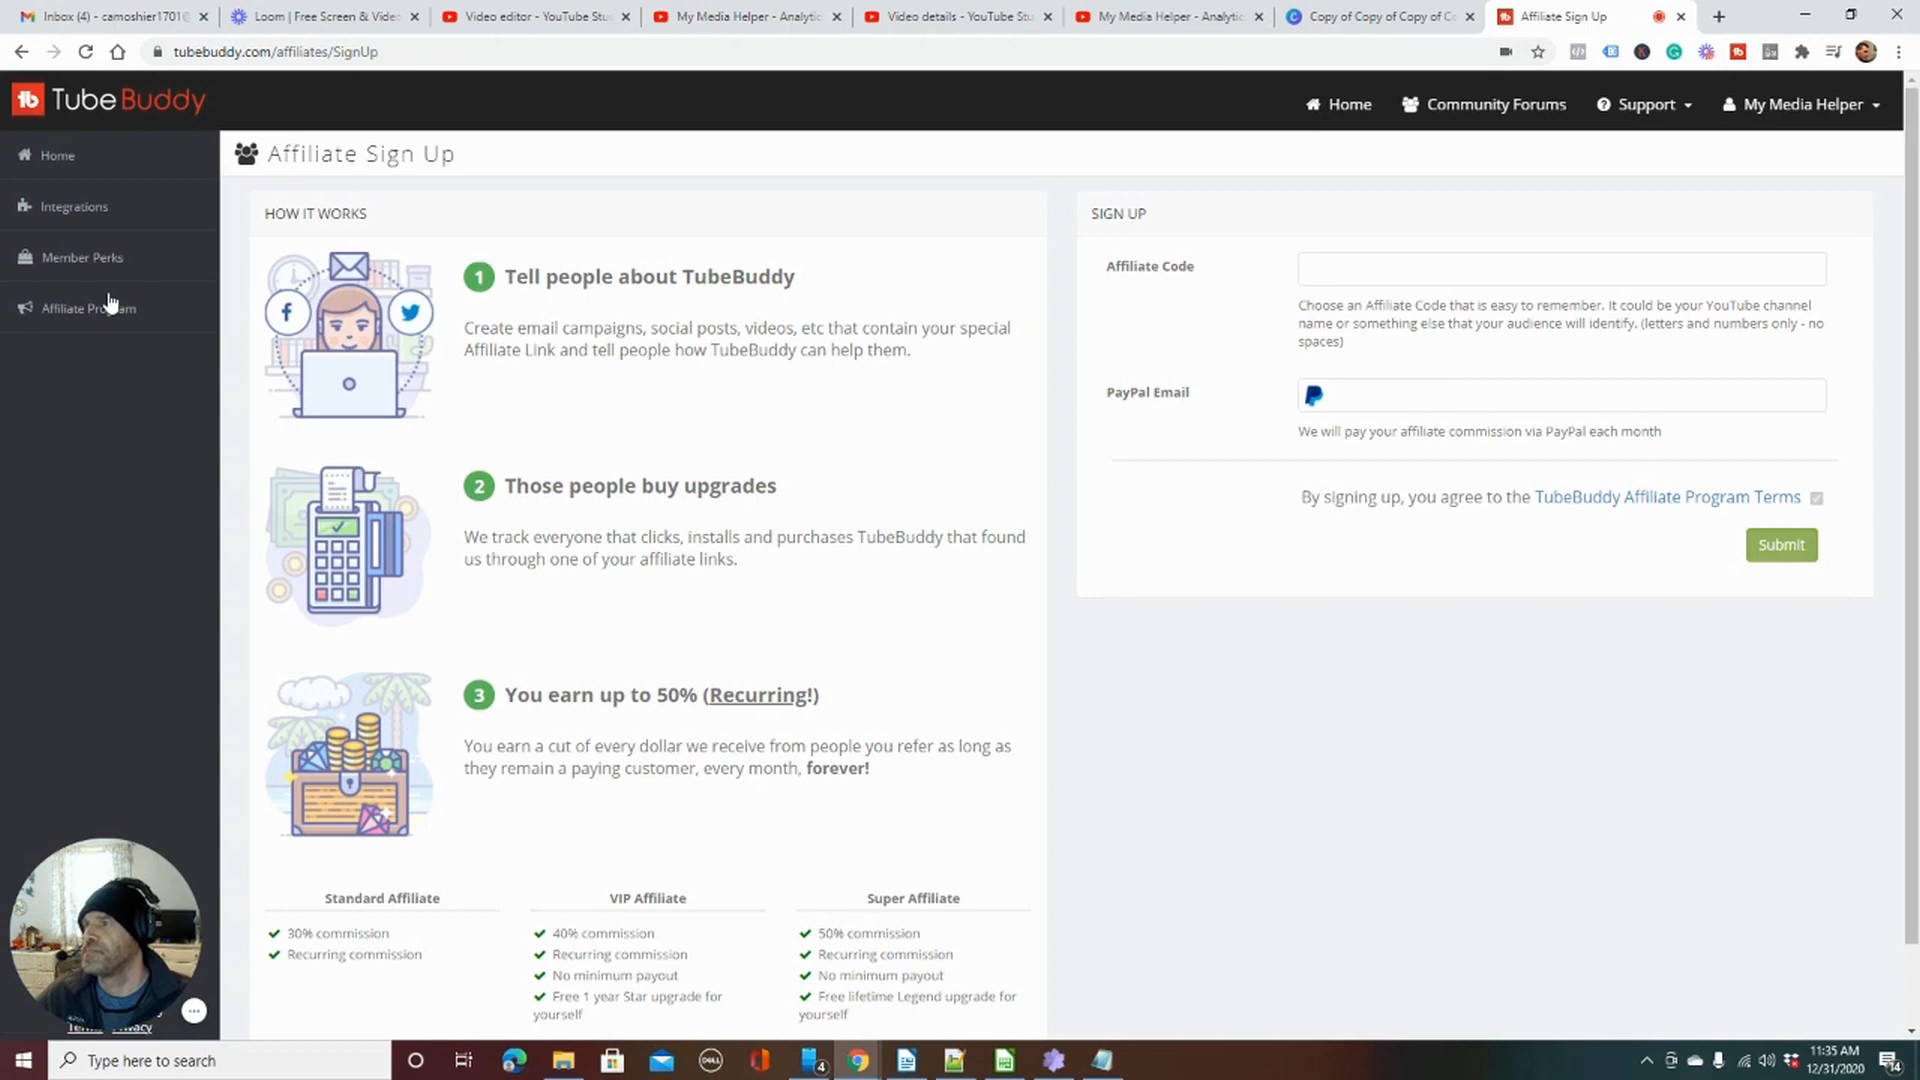 Inbox (4) - camoshier1701@
Loom | Free Screen & Video
Video editor - YouTube Stu
My Media Helper - Analytic
Video details - YouTube Stu
My Media Helper - Analytic
Copy of Copy of Copy of Co
Affiliate Sign Up
tubebuddy.com/affiliates/SignUp
tb TubeBuddy
Home
Community Forums
Support
My Media Helper
Home
Integrations
Member Perks
Affiliate Program
Affiliate Sign Up
HOW IT WORKS
1 Tell people about TubeBuddy
Create email campaigns, social posts, videos, etc that contain your special
Affiliate Link and tell people how TubeBuddy can help them.
2 Those people buy upgrades
We track everyone that clicks, installs and purchases TubeBuddy that found
us through one of your affiliate links.
3 You earn up to 50% (Recurring!)
You earn a cut of every dollar we receive from people you refer as long as
they remain a paying customer, every month, forever!
Standard Affiliate
30% commission
Recurring commission
VIP Affiliate
40% commission
Recurring commission
No minimum payout
Free 1 year Star upgrade for
yourself
Super Affiliate
50% commission
Recurring commission
No minimum payout
Free lifetime Legend upgrade for
yourself
SIGN UP
Affiliate Code
Choose an Affiliate Code that is easy to remember. It could be your YouTube channel
name or something else that your audience will identify. (letters and numbers only - no
spaces)
PayPal Email
We will pay your affiliate commission via PayPal each month
By signing up, you agree to the TubeBuddy Affiliate Program Terms
Submit
Type here to search
DELL
4
11:35 AM
12/31/2020
14